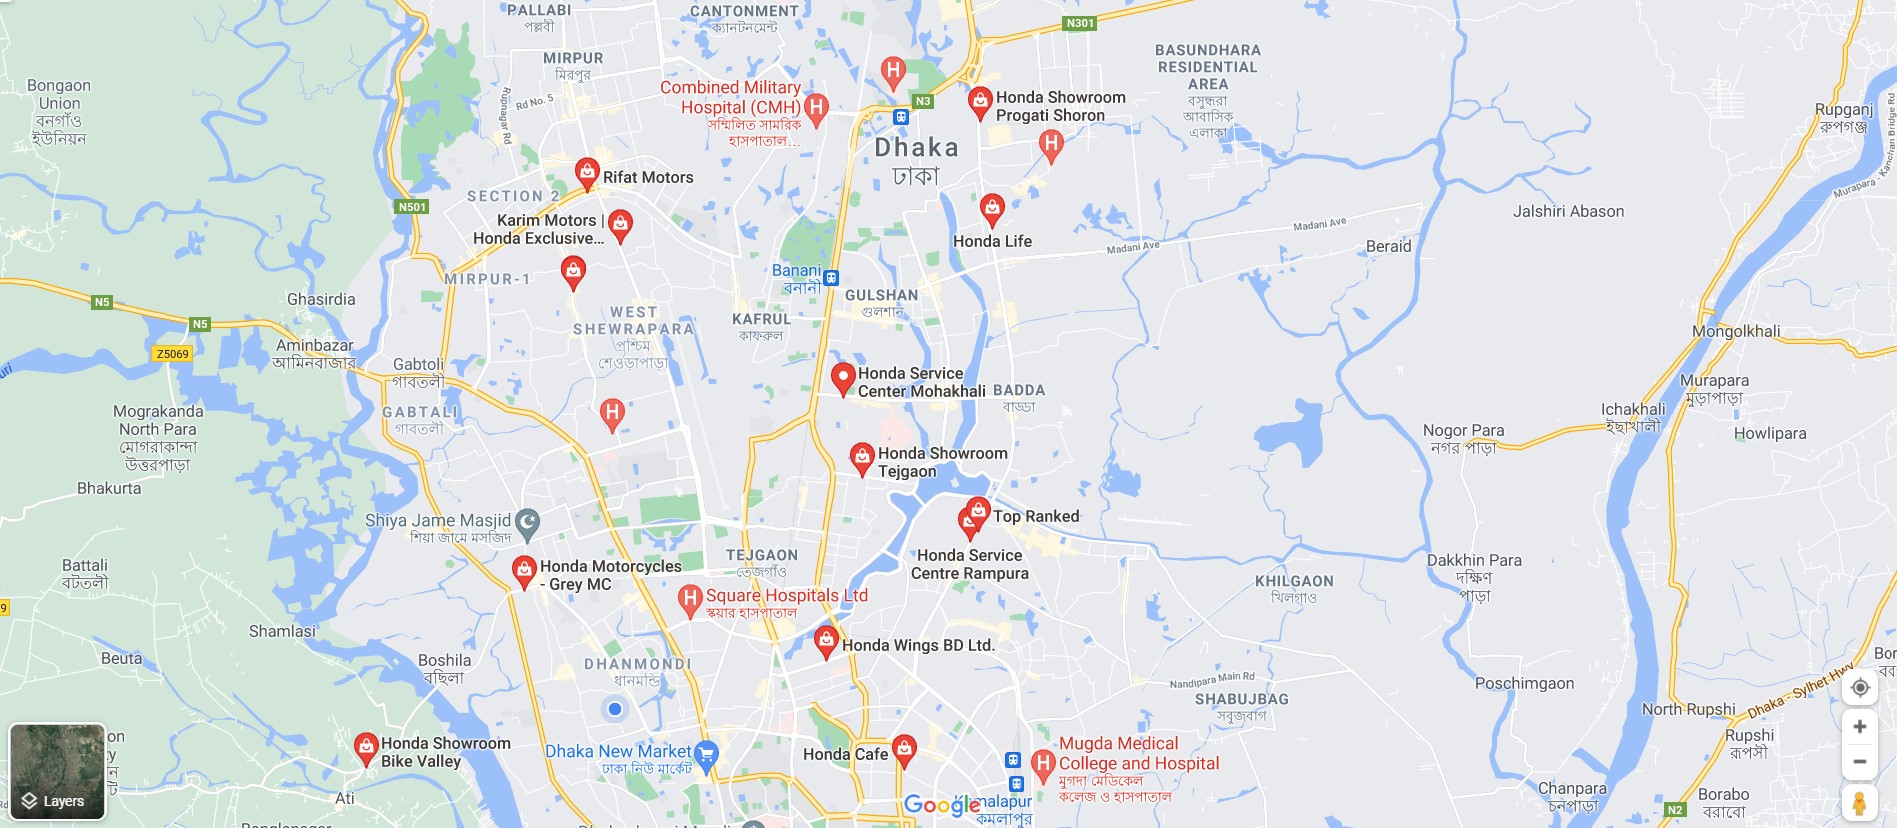 PALLABI
পল্লবী
CANTONMENT
ক্যানটনমেন্ট
N301
MIRPUR
মিরপুর
BASUNDHARA
RESIDENTIAL
AREA
বসুন্ধরা
আবাসিক
এলাকা
Bongaon
Union
বনগাঁও
ইউনিয়ন
Rd No. 5
Rupnagar Rd
Combined Military
Hospital (CMH)
সম্মিলিত সামরিক
হাসপাতাল...
H
H
N3
Honda Showroom
Progati Shoron
H
Rupganj
রুপগঞ্জ
Murapara - Kanchan Bridge Rd
Dhaka
ঢাকা
Rifat Motors
SECTION 2
N501
Karim Motors |
Honda Exclusive...
Honda Life
Jalshiri Abason
Madani Ave
Madani Ave
Beraid
MIRPUR-1
Banani
বনানী
GULSHAN
গুলশান
N5
Ghasirdia
N5
WEST
SHEWRAPARA
পশ্চিম
শেওড়াপাড়া
KAFRUL
কাফরুল
Mongolkhali
Z5069
Aminbazar
আমিনবাজার
Gabtoli
গাবতলী
GABTALI
গাবতলী
Honda Service
Center Mohakhali
BADDA
বাড্ডা
Murapara
মুড়াপাড়া
Mograkanda
North Para
মোগরাকান্দা
উত্তরপাড়া
H
Ichakhali
ইছাখালী
Nogor Para
নগর পাড়া
Howlipara
Honda Showroom
Tejgaon
Bhakurta
Shiya Jame Masjid
শিয়া জামে মসজিদ
Top Ranked
Honda Service
Centre Rampura
TEJGAON
তেজগাঁও
Battali
বটতলী
Honda Motorcycles
- Grey MC
Dakkhin Para
দক্ষিণ
পাড়া
KHILGAON
খিলগাও
9
H
Square Hospitals Ltd
স্কয়ার হাসপাতাল
Shamlasi
Honda Wings BD Ltd.
Beuta
Boshila
বছিলা
DHANMONDI
ধানমন্ডি
Nandipara Main Rd
SHABUJBAG
সবুজবাগ
Poschimgaon
Dhaka - Sylhet Hwy
North Rupshi
Rupshi
রূপসী
Honda Showroom
Bike Valley
Dhaka New Market
ঢাকা নিউ মার্কেট
Honda Cafe
H
Mugda Medical
College and Hospital
মুগদা মেডিকেল
কলেজ ও হাসপাতাল
Layers
Ati
Google
কমলাপুর
Chanpara
চনপাড়া
N2
Borabo
বরাবো